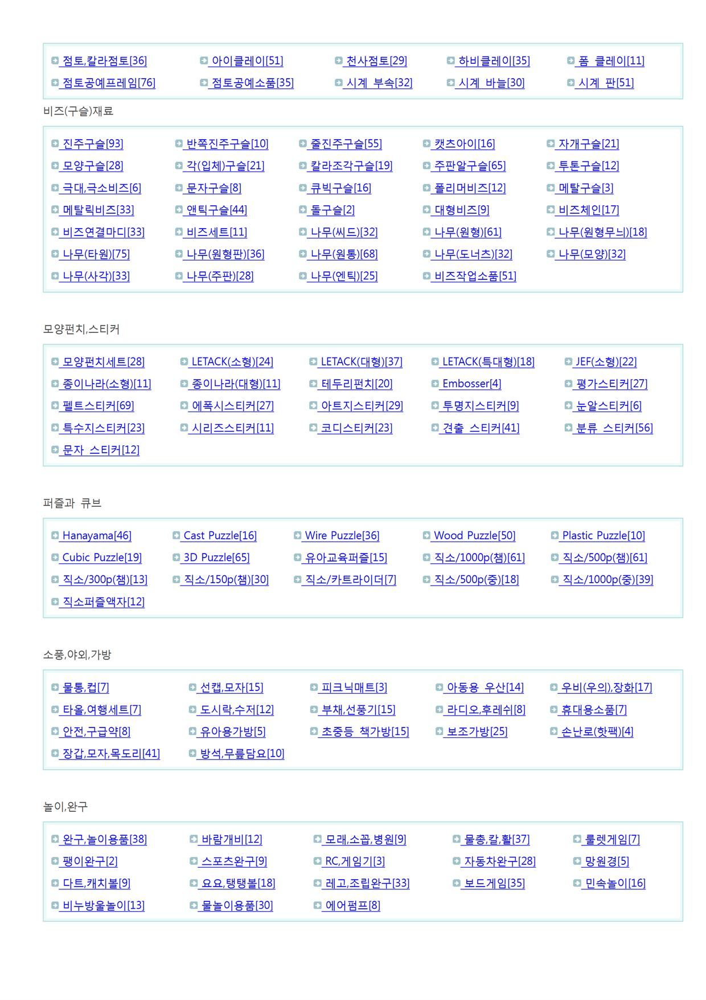 점토,칼라점토[36] 아이클레이[51] 천사점토[29] 하비클레이[35] 폼 클레이[11]
점토공예프레임[76] 점토공예소품[35] 시계 부속[32] 시계 바늘[30] 시계 판[51]
비즈(구슬)재료
진주구슬[93] 반쪽진주구슬[10] 줄진주구슬[55] 캣츠아이[16] 자개구슬[21]
모양구슬[28] 각(입체)구슬[21] 칼라조각구슬[19] 주판알구슬[65] 투톤구슬[12]
극대,극소비즈[6] 문자구슬[8] 큐빅구슬[16] 폴리머비즈[12] 메탈구슬[3]
메탈릭비즈[33] 앤틱구슬[44] 돌구슬[2] 대형비즈[9] 비즈체인[17]
비즈연결마디[33] 비즈세트[11] 나무(씨드)[32] 나무(원형)[61] 나무(원형무늬)[18]
나무(타원)[75] 나무(원형판)[36] 나무(원통)[68] 나무(도너츠)[32] 나무(모양)[32]
나무(사각)[33] 나무(주판)[28] 나무(엔틱)[25] 비즈작업소품[51]
모양펀치,스티커
모양펀치세트[28] LETACK(소형)[24] LETACK(대형)[37] LETACK(특대형)[18] JEF(소형)[22]
종이나라(소형)[11] 종이나라(대형)[11] 테두리펀치[20] Embosser[4] 평가스티커[27]
펠트스티커[69] 에폭시스티커[27] 아트지스티커[29] 투명지스티커[9] 눈알스티커[6]
특수지스티커[23] 시리즈스티커[11] 코디스티커[23] 견출 스티커[41] 분류 스티커[56]
문자 스티커[12]
퍼즐과 큐브
Hanayama[46] Cast Puzzle[16] Wire Puzzle[36] Wood Puzzle[50] Plastic Puzzle[10]
Cubic Puzzle[19] 3D Puzzle[65] 유아교육퍼즐[15] 직소/1000p(챔)[61] 직소/500p(챔)[61]
직소/300p(챔)[13] 직소/150p(챔)[30] 직소/카트라이더[7] 직소/500p(중)[18] 직소/1000p(중)[39]
직소퍼즐액자[12]
소풍,야외,가방
물통,컵[7] 선캡,모자[15] 피크닉매트[3] 아동용 우산[14] 우비(우의),장화[17]
타올,여행세트[7] 도시락,수저[12] 부채,선풍기[15] 라디오,후레쉬[8] 휴대용소품[7]
안전,구급약[8] 유아용가방[5] 초중등 책가방[15] 보조가방[25] 손난로(핫팩)[4]
장갑,모자,목도리[41] 방석,무릎담요[10]
놀이,완구
완구,놀이용품[38] 바람개비[12] 모래,소꼽,병원[9] 물총,칼,활[37] 룰렛게임[7]
팽이완구[2] 스포츠완구[9] RC,게임기[3] 자동차완구[28] 망원경[5]
다트,캐치볼[9] 요요,탱탱볼[18] 레고,조립완구[33] 보드게임[35] 민속놀이[16]
비누방울놀이[13] 물놀이용품[30] 에어펌프[8]